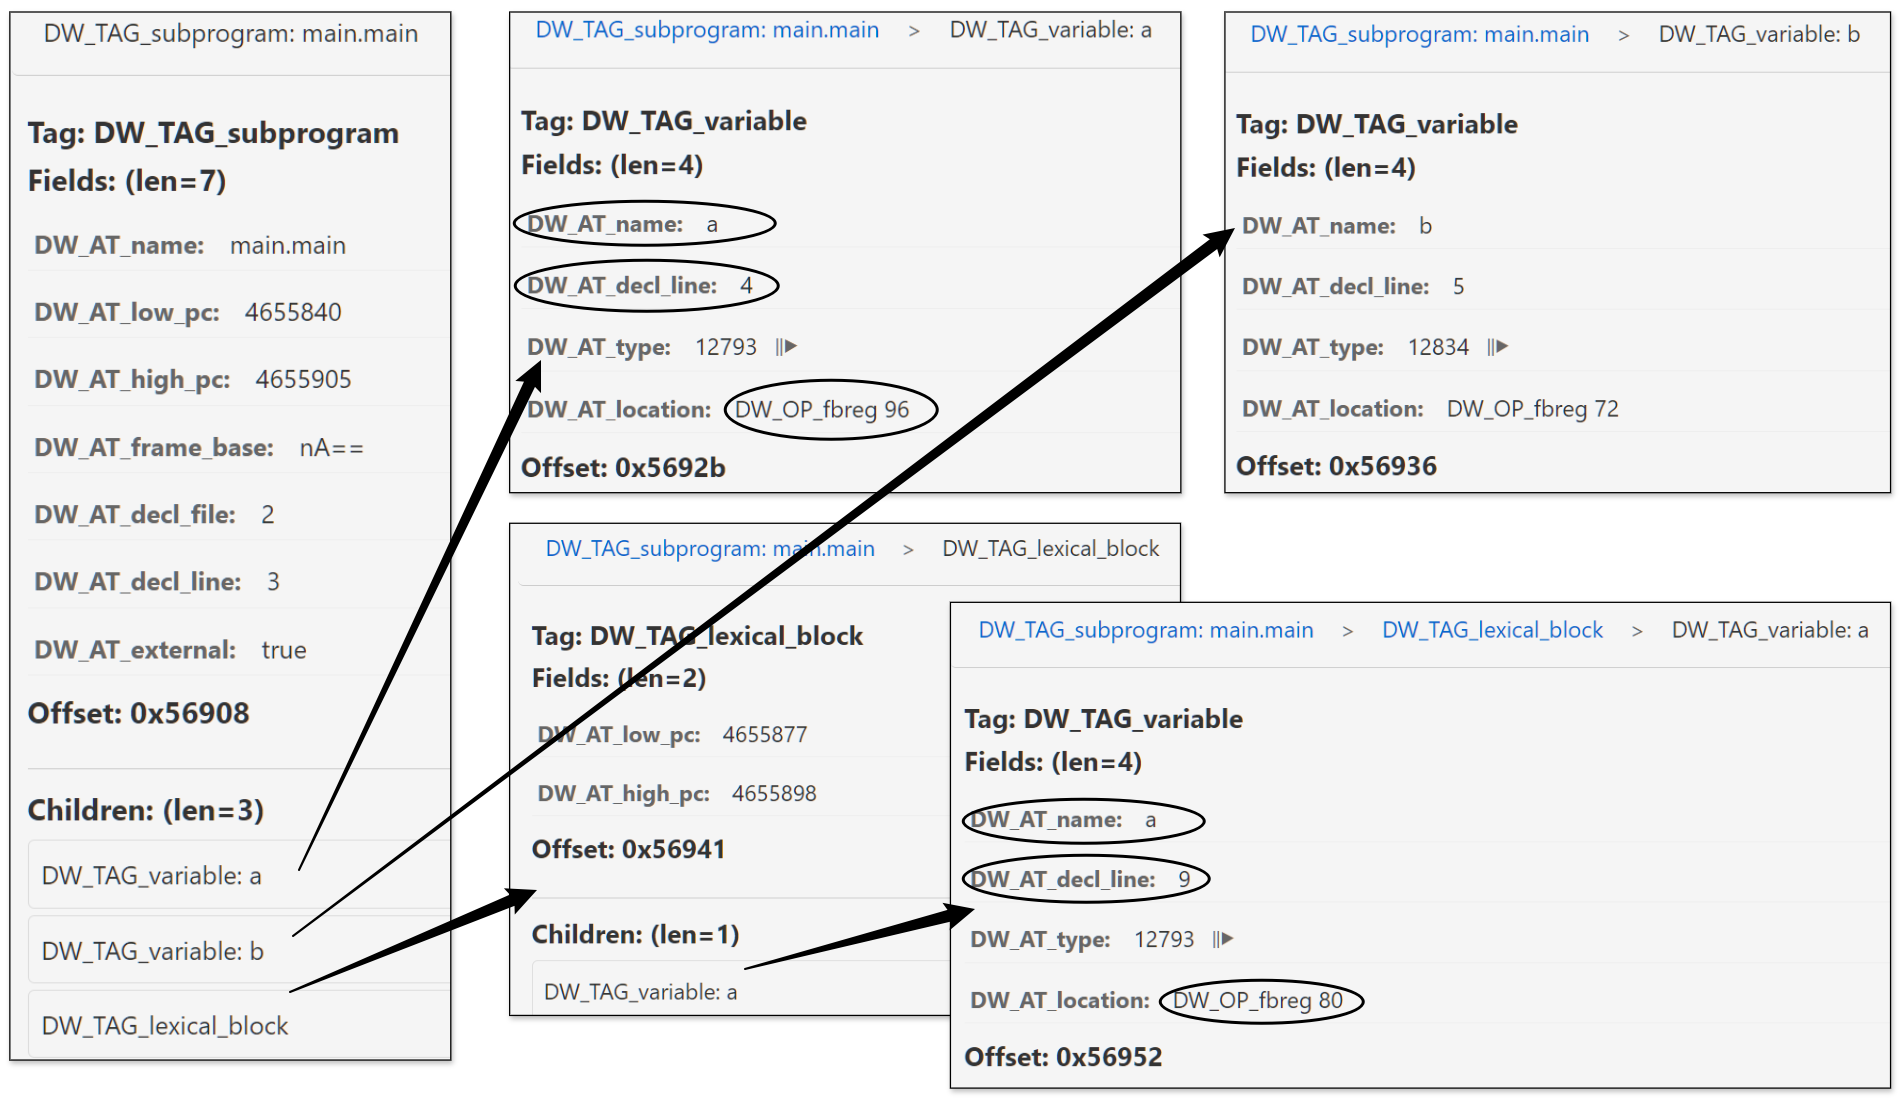 DW_TAG_subprogram: main.main
Tag: DW_TAG_subprogram
Fields: (len=7)
DW_AT_name: main.main
DW_AT_low_pc: 4655840
DW_AT_high_pc: 4655905
DW_AT_frame_base: nA==
DW_AT_decl_file: 2
DW_AT_decl_line: 3
DW_AT_external: true
Offset: 0x56908
Children: (len=3)
DW_TAG_variable: a
DW_TAG_variable: b
DW_TAG_lexical_block
DW_TAG_subprogram: main.main > DW_TAG_variable: a
Tag: DW_TAG_variable
Fields: (len=4)
DW_AT_name: a
DW_AT_decl_line: 4
DW_AT_type: 12793
DW_AT_location: DW_OP_fbreg 96
Offset: 0x5692b
DW_TAG_subprogram: main.main > DW_TAG_variable: b
Tag: DW_TAG_variable
Fields: (len=4)
DW_AT_name: b
DW_AT_decl_line: 5
DW_AT_type: 12834
DW_AT_location: DW_OP_fbreg 72
Offset: 0x56936
DW_TAG_subprogram: main.main > DW_TAG_lexical_block
Tag: DW_TAG_lexical_block
Fields: (len=2)
DW_AT_low_pc: 4655877
DW_AT_high_pc: 4655898
Offset: 0x56941
Children: (len=1)
DW_TAG_variable: a
DW_TAG_subprogram: main.main > DW_TAG_lexical_block > DW_TAG_variable: a
Tag: DW_TAG_variable
Fields: (len=4)
DW_AT_name: a
DW_AT_decl_line: 9
DW_AT_type: 12793
DW_AT_location: DW_OP_fbreg 80
Offset: 0x56952